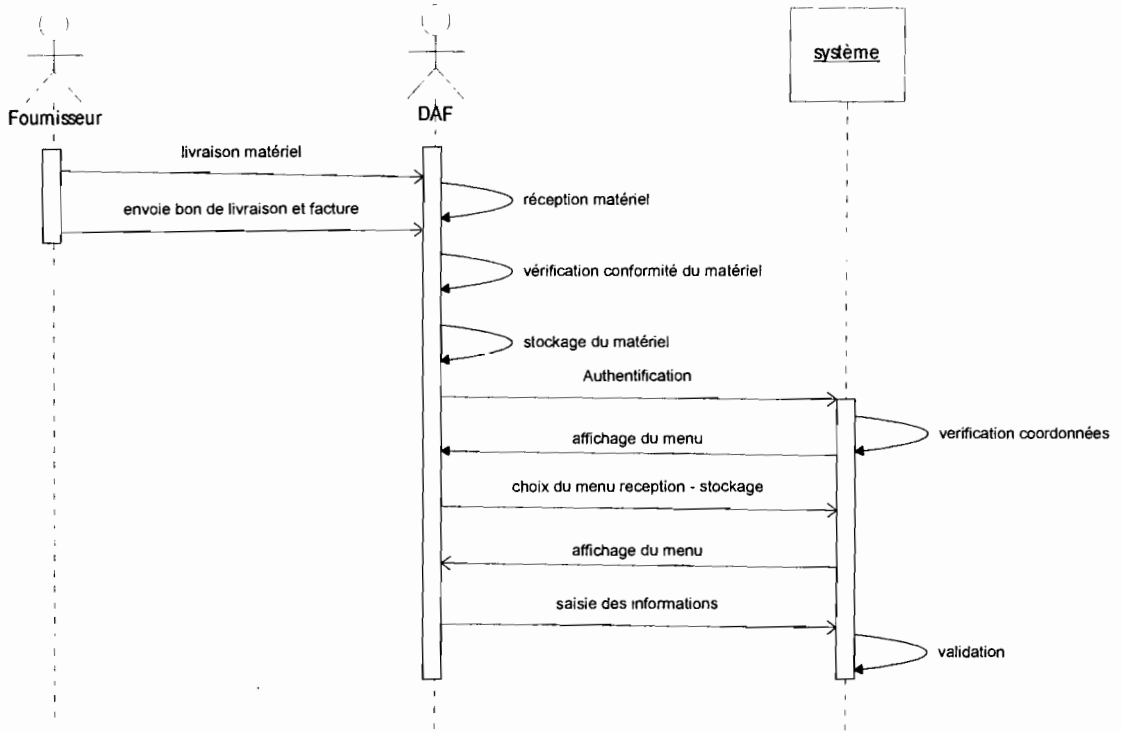 Fournisseur
DAF
système
livraison matériel
réception matériel
envoie bon de livraison et facture
vérification conformité du matériel
stockage du matériel
Authentification
verification coordonnées
affichage du menu
choix du menu reception - stockage
affichage du menu
saisie des informations
validation